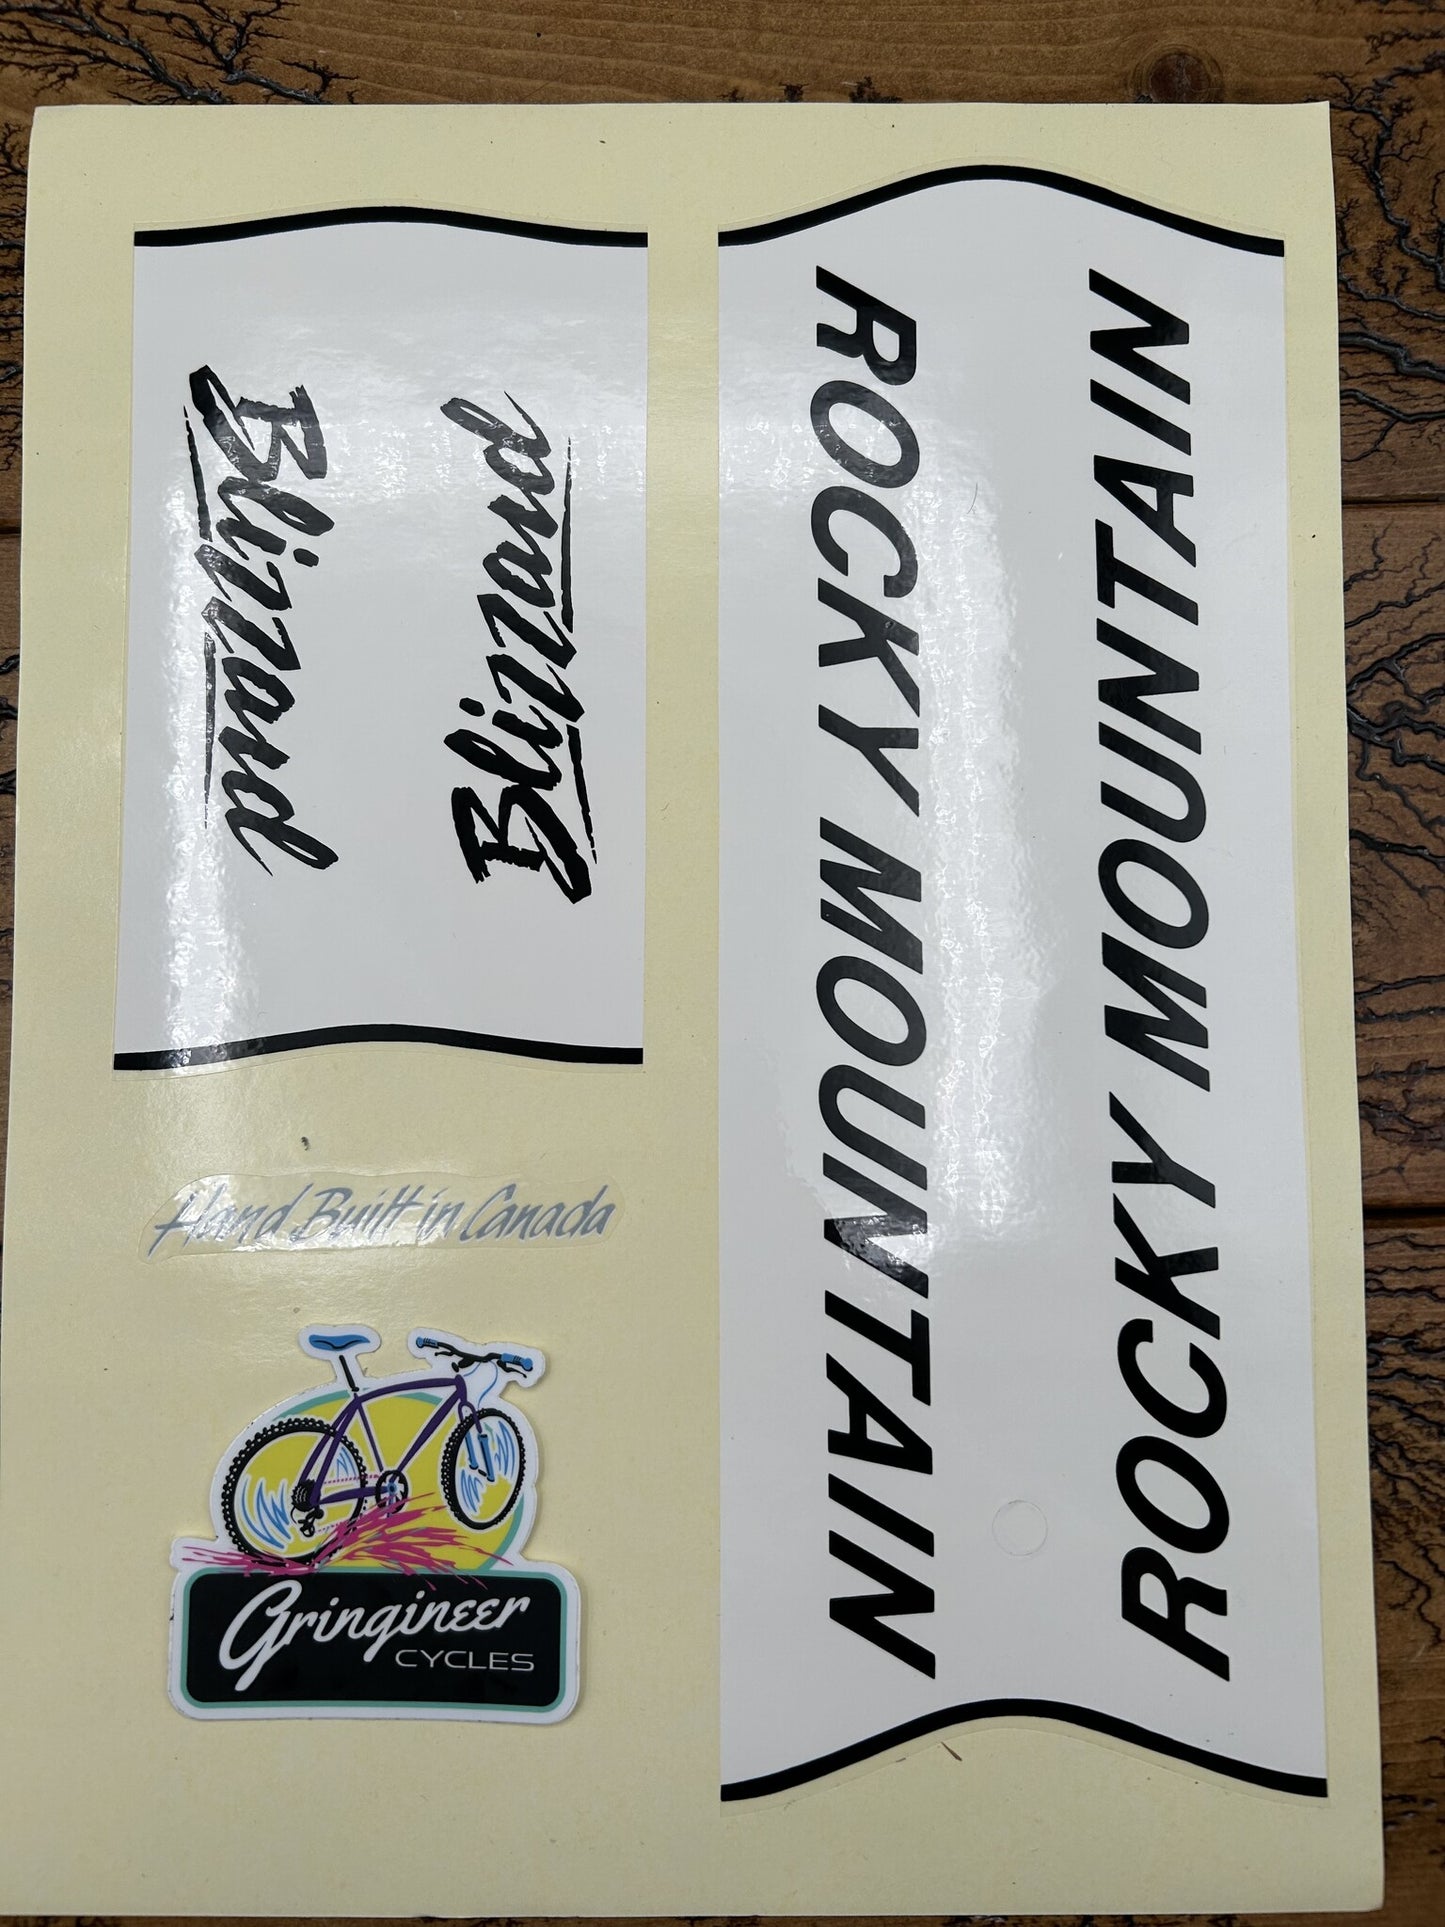 Blizzard
Blizzard
ROCKY MOUNTAIN
ROCKY MOUNTAIN
Hand Built in Canada
Gringineer
CYCLES